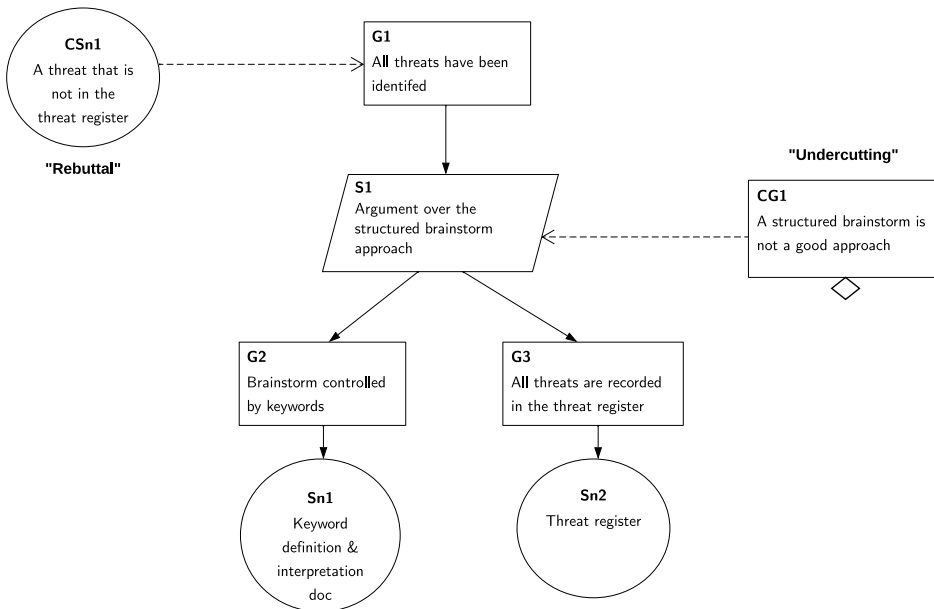 CSn1
A threat that is
not in the
threat register
"Rebuttal"
G1
All threats have been
identifed
S1
Argument over the
structured brainstorm
approach
"Undercutting"
CG1
A structured brainstorm is
not a good approach
G2
Brainstorm controlled
by keywords
G3
All threats are recorded
in the threat register
Sn1
Keyword
definition &
interpretation
doc
Sn2
Threat register